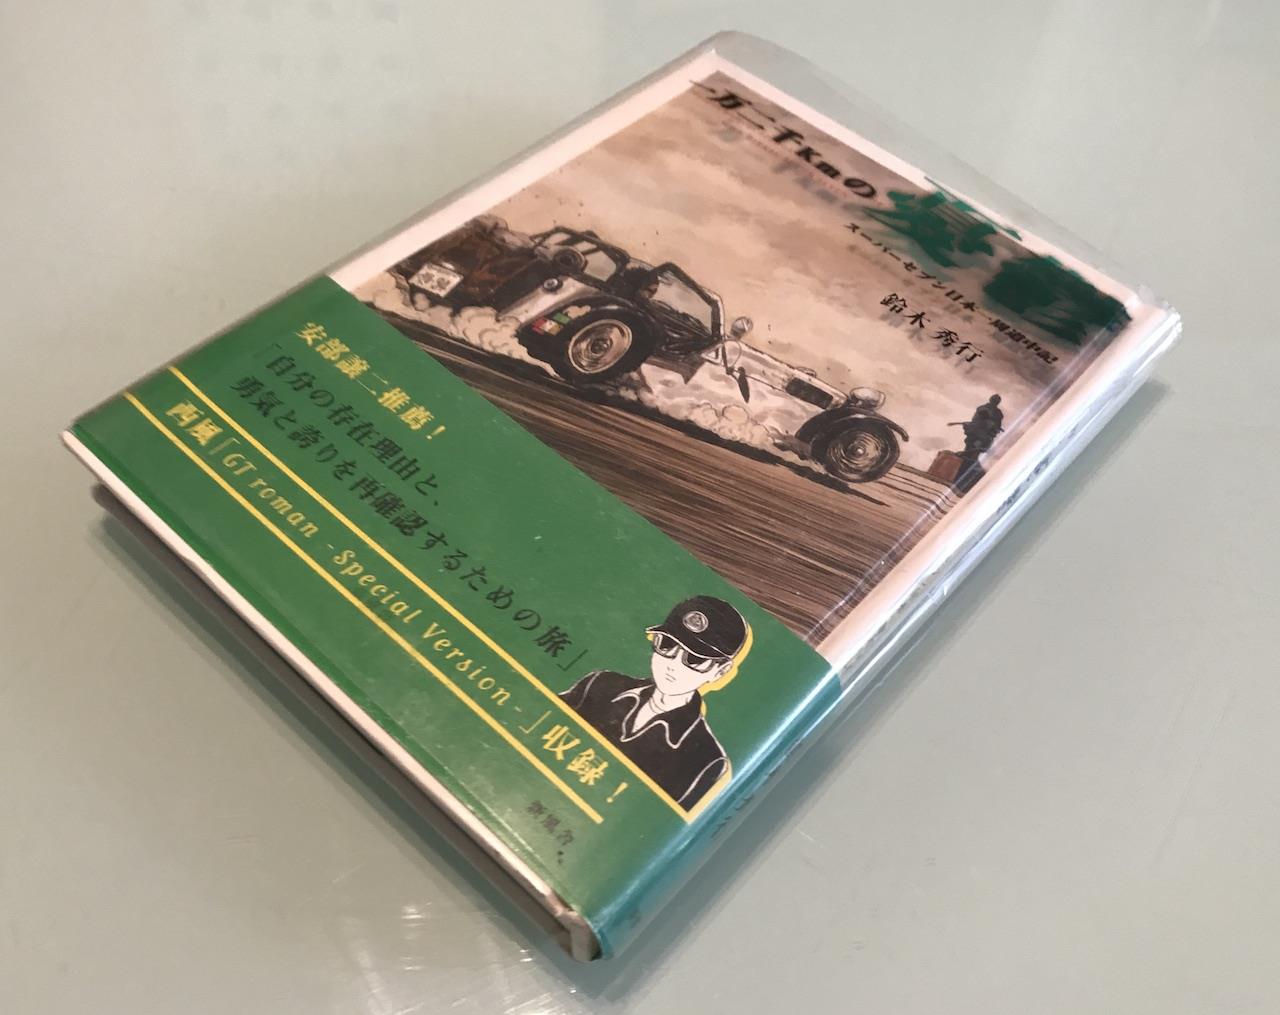 一万二千Kmの
スーパーセブン日本一周道中記
鈴木秀行
安部譲二推薦!
「自分の存在理由と、
勇気と誇りを再確認するための旅」
西風「GT roman - Special Version - 」収録!
新風舎